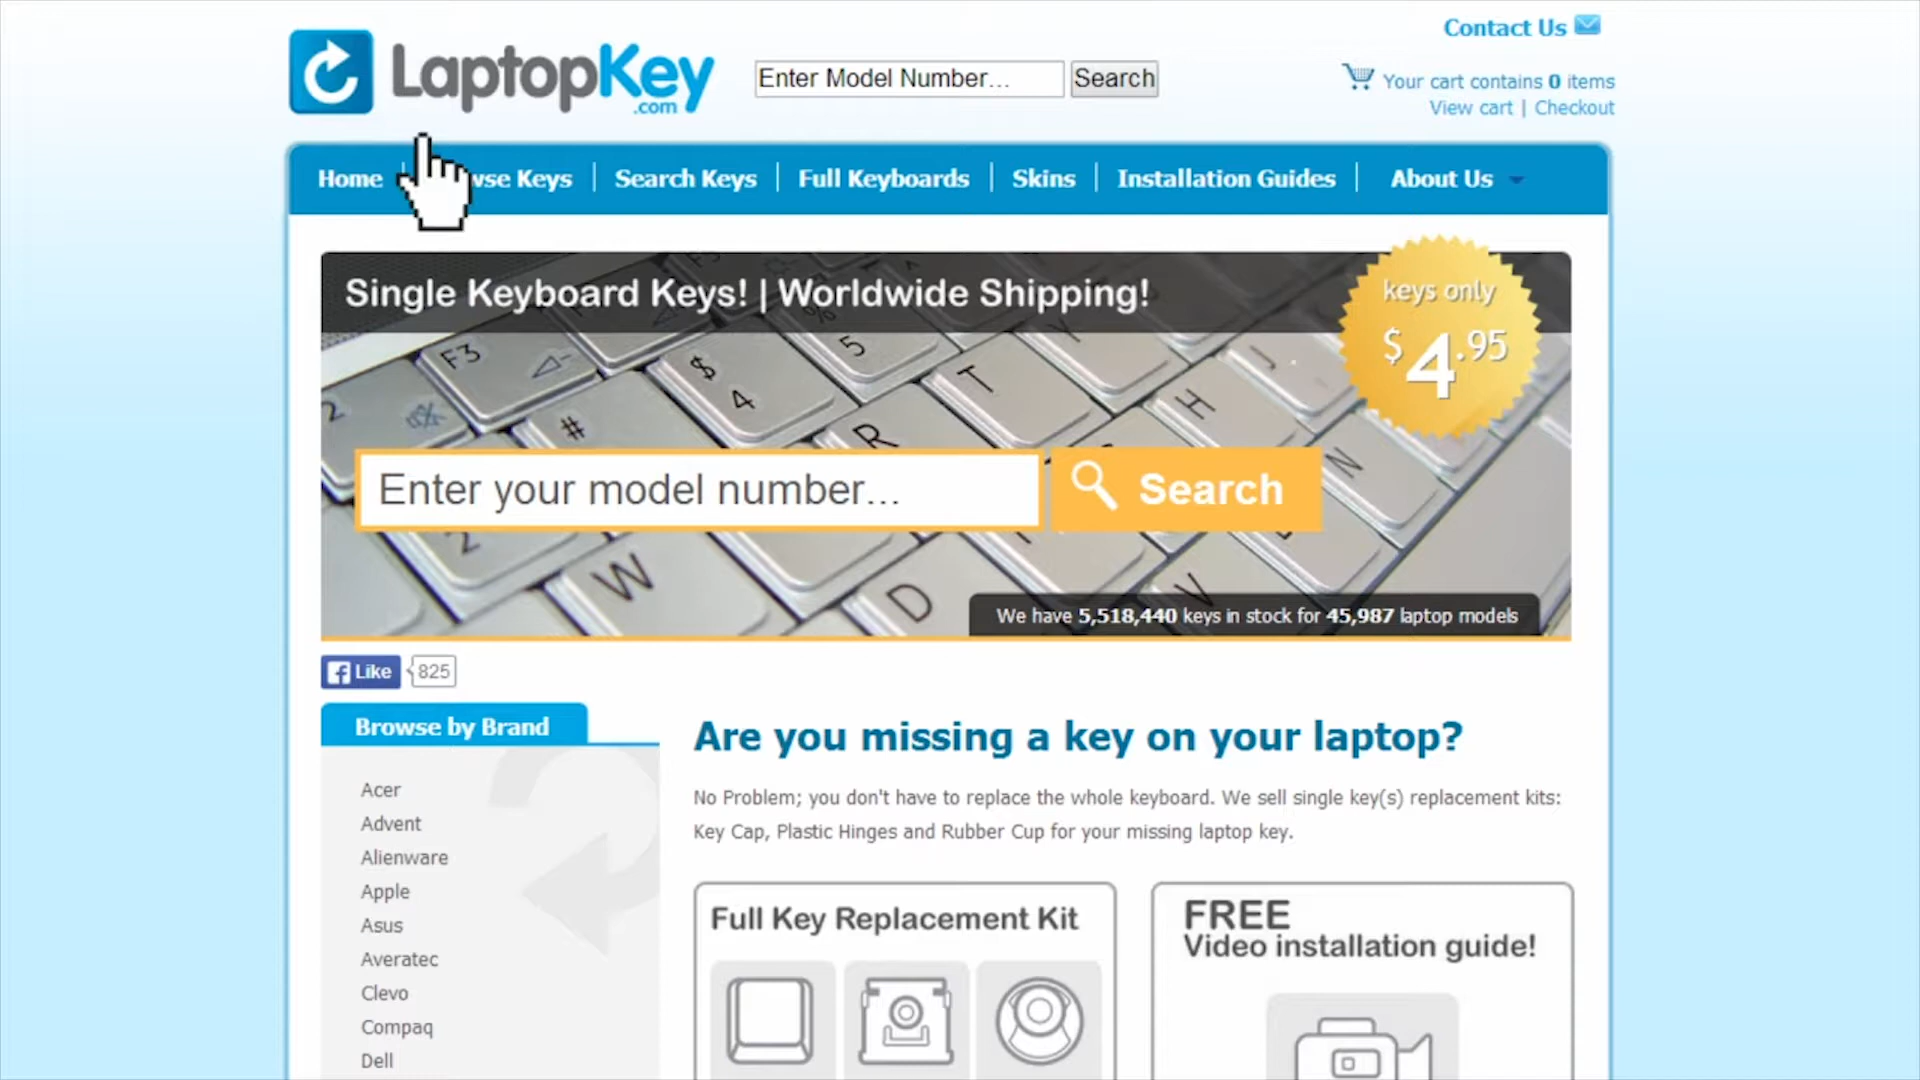 Contact Us
LaptopKey
.com
Enter Model Number...
Search
Your cart contains 0 items
View cart | Checkout
Home
Keys
Search Keys
Full Keyboards
Skins
Installation Guides
About Us
Single Keyboard Keys! | Worldwide Shipping!
keys only
$4.95
F3
$
4
5
%
T
H
J
#
R
N
2
2
W
D
V
Enter your model number...
Search
We have 5,518,440 keys in stock for 45,987 laptop models
Like
825
Browse by Brand
Acer
Advent
Alienware
Apple
Asus
Averatec
Clevo
Compaq
Dell
Are you missing a key on your laptop?
No Problem; you don't have to replace the whole keyboard. We sell single key(s) replacement kits:
Key Cap, Plastic Hinges and Rubber Cup for your missing laptop key.
Full Key Replacement Kit
FREE
Video installation guide!